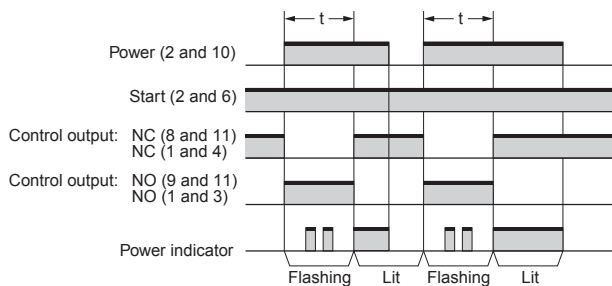 t
t
Power (2 and 10)
Start (2 and 6)
Control output: NC (8 and 11)
NC (1 and 4)
Control output: NO (9 and 11)
NO (1 and 3)
Power indicator
Flashing
Lit
Flashing
Lit